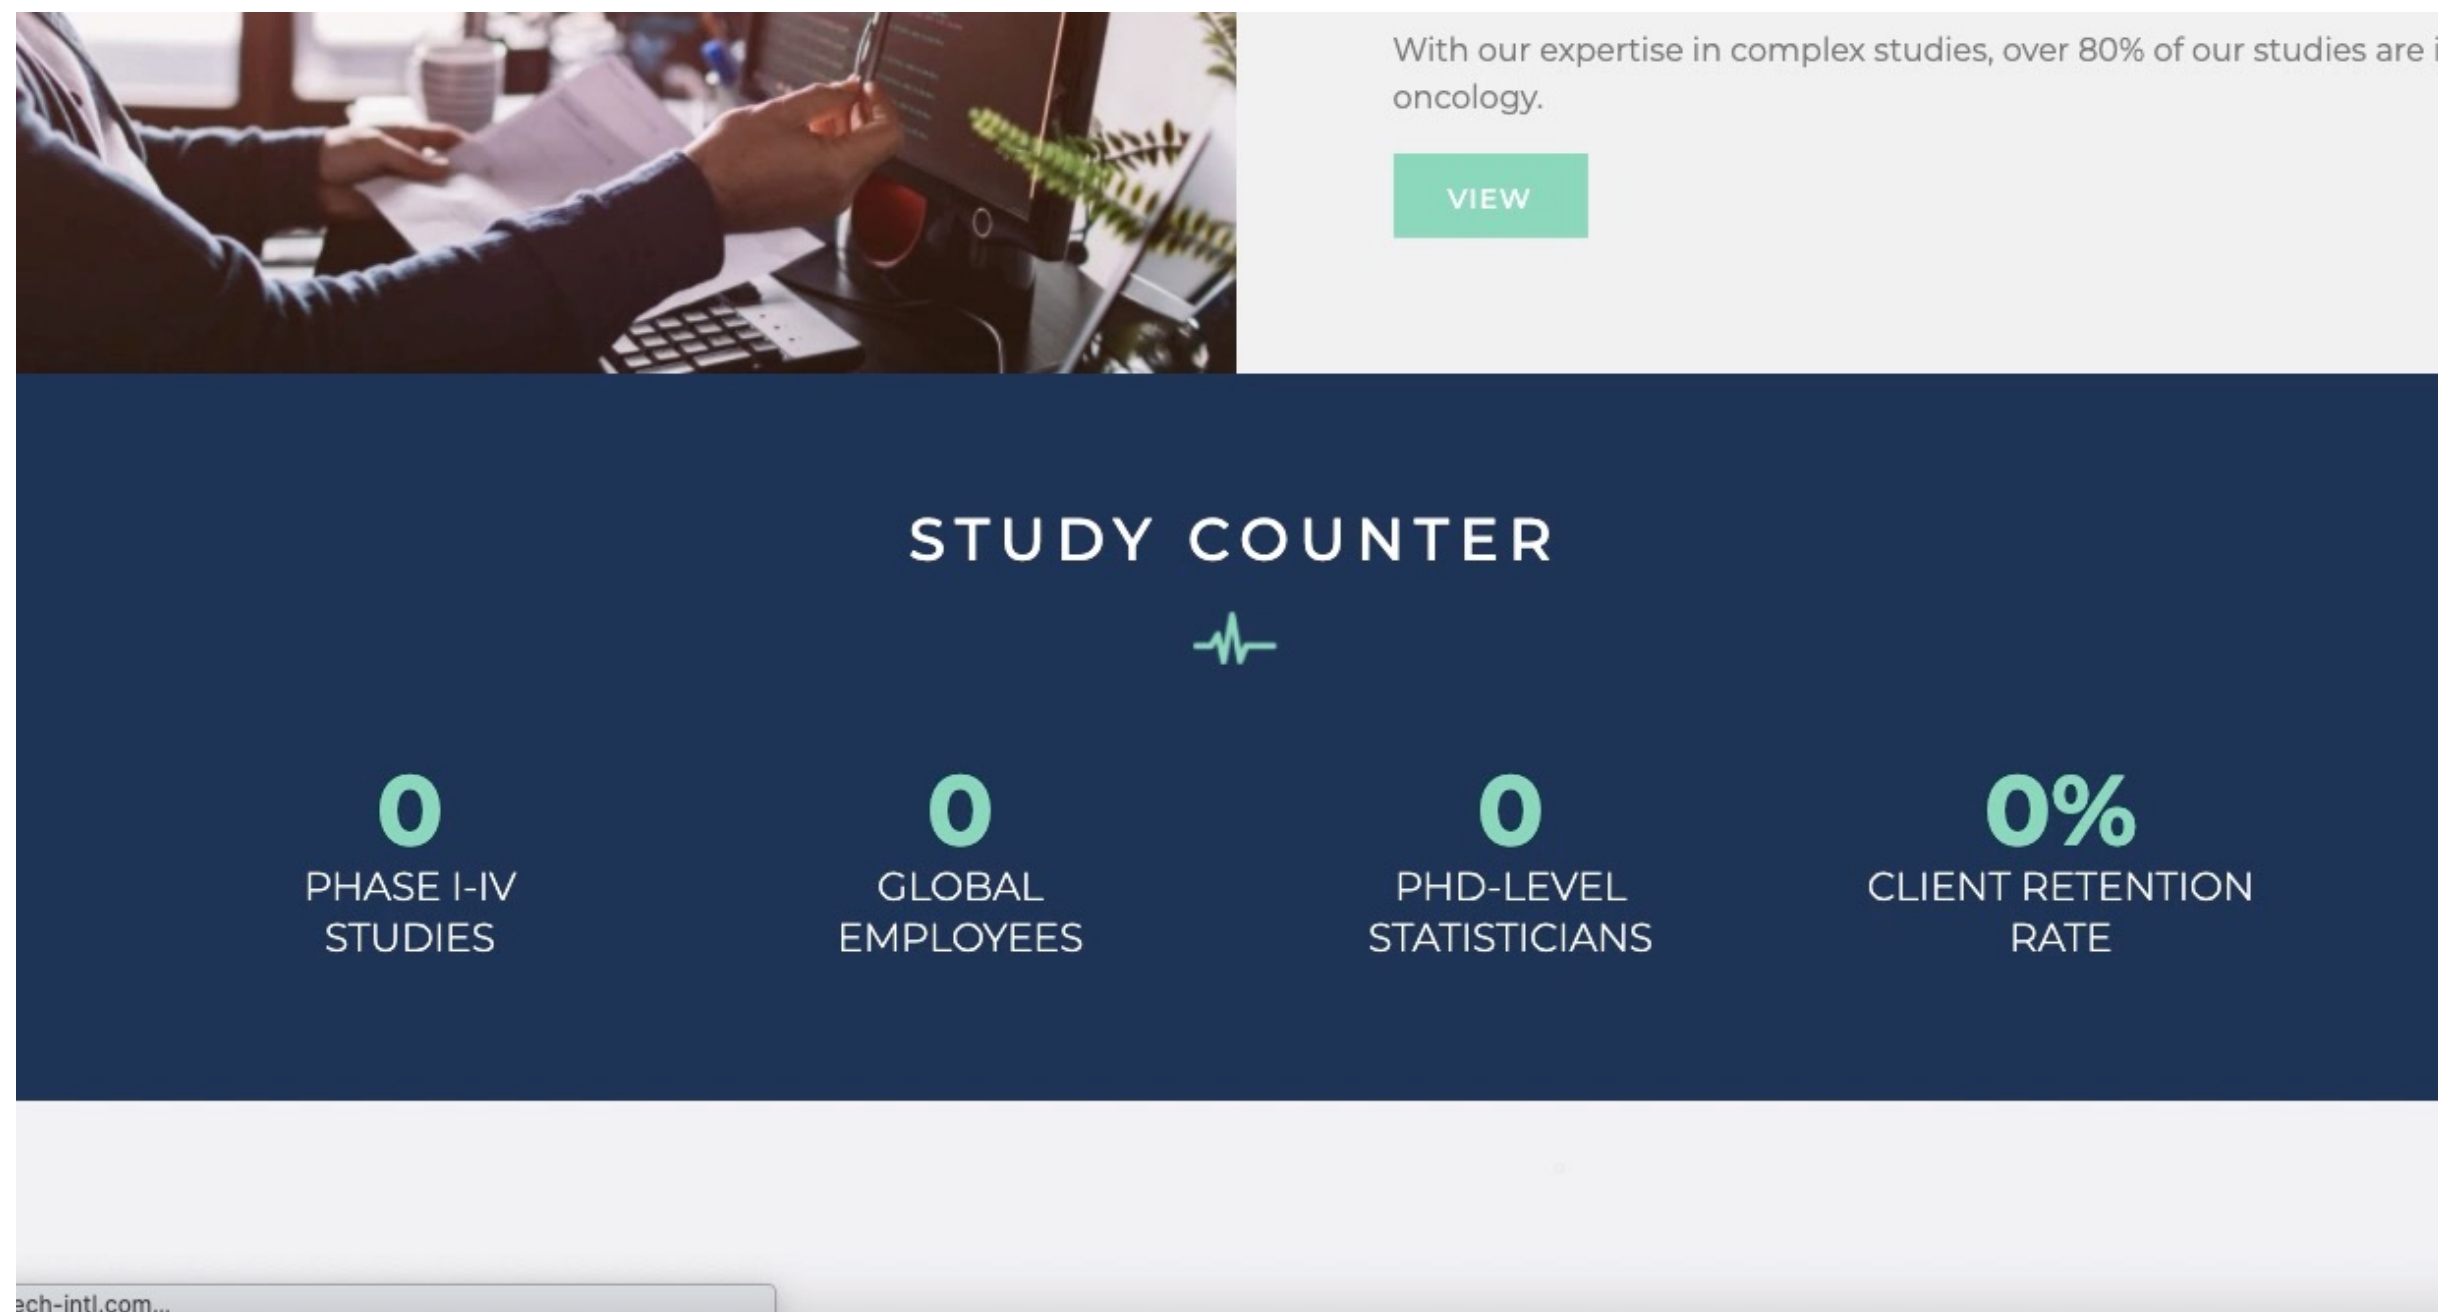 With our expertise in complex studies, over 80% of our studies are
oncology.
VIEW
STUDY COUNTER
0
PHASE I-IV
STUDIES
0
GLOBAL
EMPLOYEES
0
PHD-LEVEL
STATISTICIANS
0%
CLIENT RETENTION
RATE
ech-intl.com...